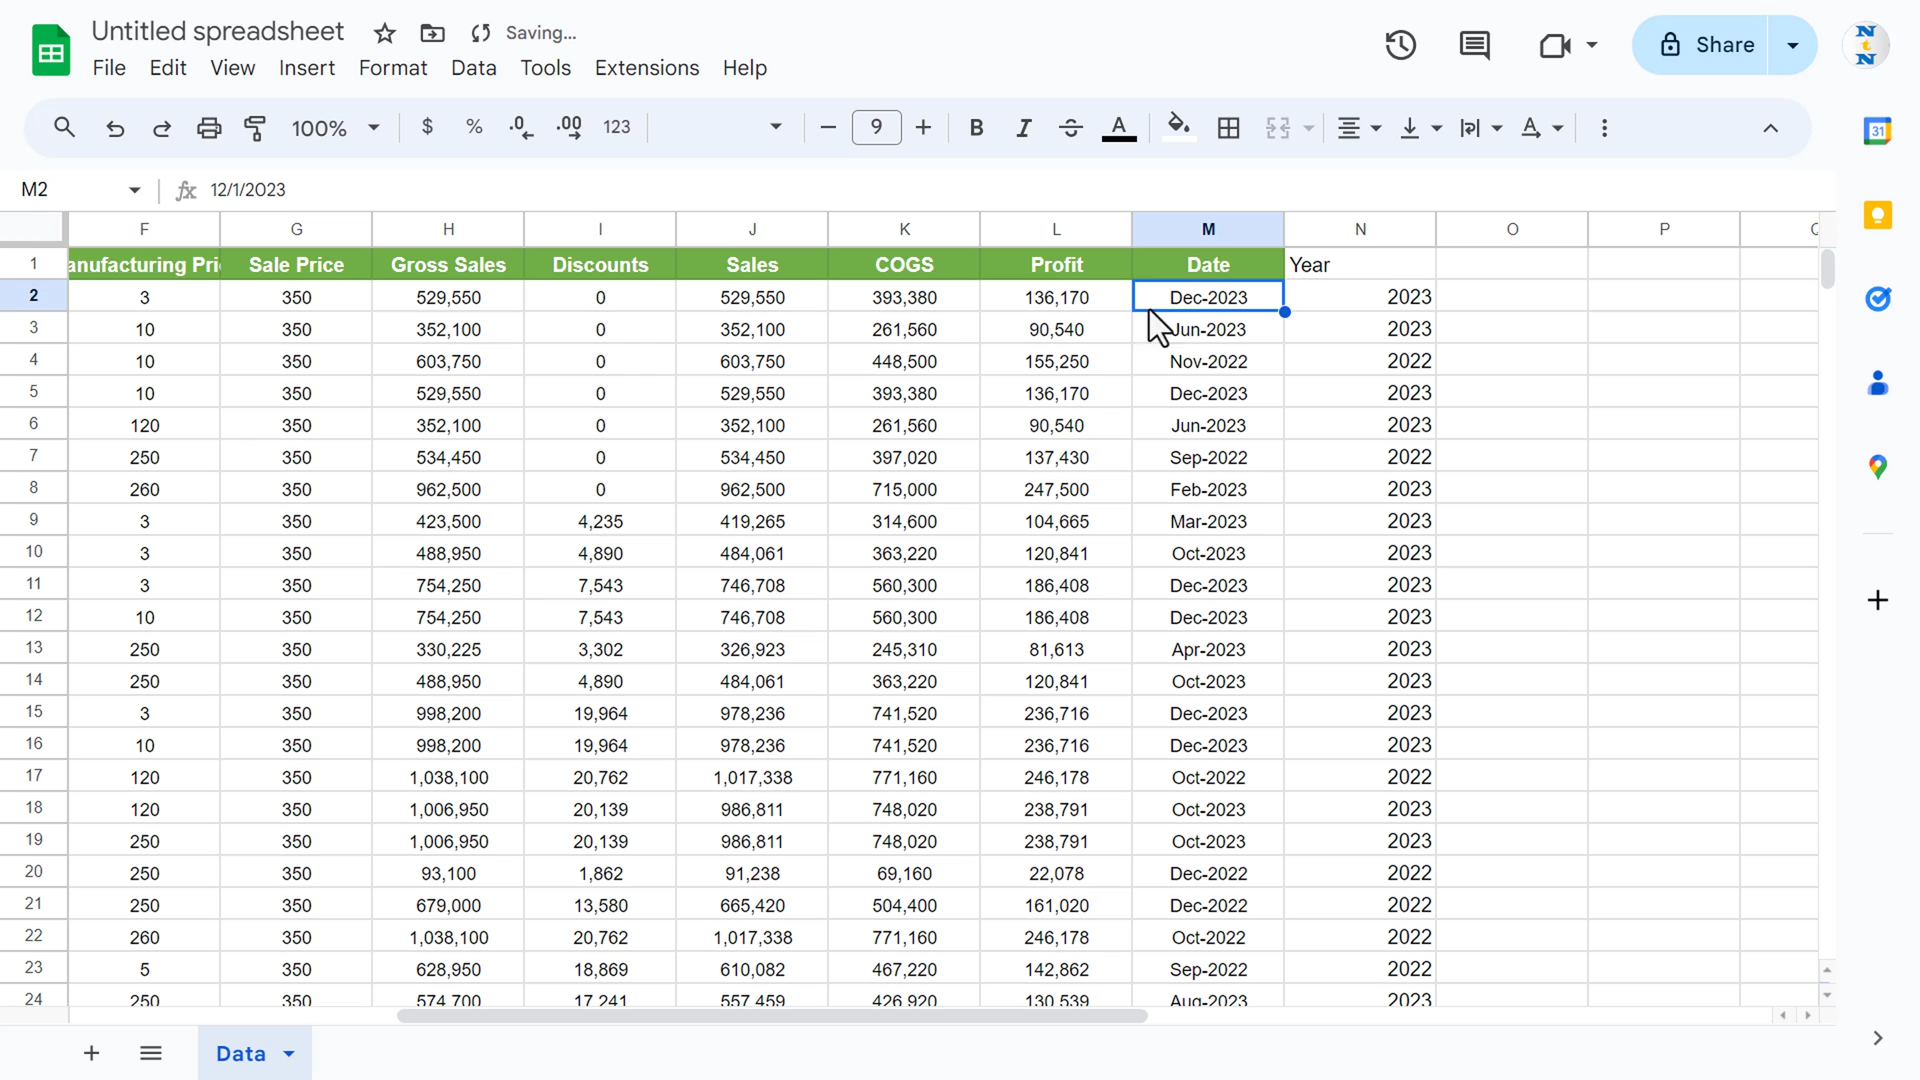 Untitled spreadsheet Saving...
File Edit View Insert Format Data Tools Extensions Help
Share
N t N
100% $ % .0 .00 123 9 B I S A A
31
M2 fx 12/1/2023
F G H I J K L M N O P
1 anufacturing Pri Sale Price Gross Sales Discounts Sales COGS Profit Date Year
2 3 350 529,550 0 529,550 393,380 136,170 Dec-2023 2023
3 10 350 352,100 0 352,100 261,560 90,540 Jun-2023 2023
4 10 350 603,750 0 603,750 448,500 155,250 Nov-2022 2022
5 10 350 529,550 0 529,550 393,380 136,170 Dec-2023 2023
6 120 350 352,100 0 352,100 261,560 90,540 Jun-2023 2023
7 250 350 534,450 0 534,450 397,020 137,430 Sep-2022 2022
8 260 350 962,500 0 962,500 715,000 247,500 Feb-2023 2023
9 3 350 423,500 4,235 419,265 314,600 104,665 Mar-2023 2023
10 3 350 488,950 4,890 484,061 363,220 120,841 Oct-2023 2023
11 3 350 754,250 7,543 746,708 560,300 186,408 Dec-2023 2023
12 10 350 754,250 7,543 746,708 560,300 186,408 Dec-2023 2023
13 250 350 330,225 3,302 326,923 245,310 81,613 Apr-2023 2023
14 250 350 488,950 4,890 484,061 363,220 120,841 Oct-2023 2023
15 3 350 998,200 19,964 978,236 741,520 236,716 Dec-2023 2023
16 10 350 998,200 19,964 978,236 741,520 236,716 Dec-2023 2023
17 120 350 1,038,100 20,762 1,017,338 771,160 246,178 Oct-2022 2022
18 120 350 1,006,950 20,139 986,811 748,020 238,791 Oct-2023 2023
19 250 350 1,006,950 20,139 986,811 748,020 238,791 Oct-2023 2023
20 250 350 93,100 1,862 91,238 69,160 22,078 Dec-2022 2022
21 250 350 679,000 13,580 665,420 504,400 161,020 Dec-2022 2022
22 260 350 1,038,100 20,762 1,017,338 771,160 246,178 Oct-2022 2022
23 5 350 628,950 18,869 610,082 467,220 142,862 Sep-2022 2022
24 250 350 574,700 17,241 557,459 426,920 130,539 Aug-2023 2023
Data